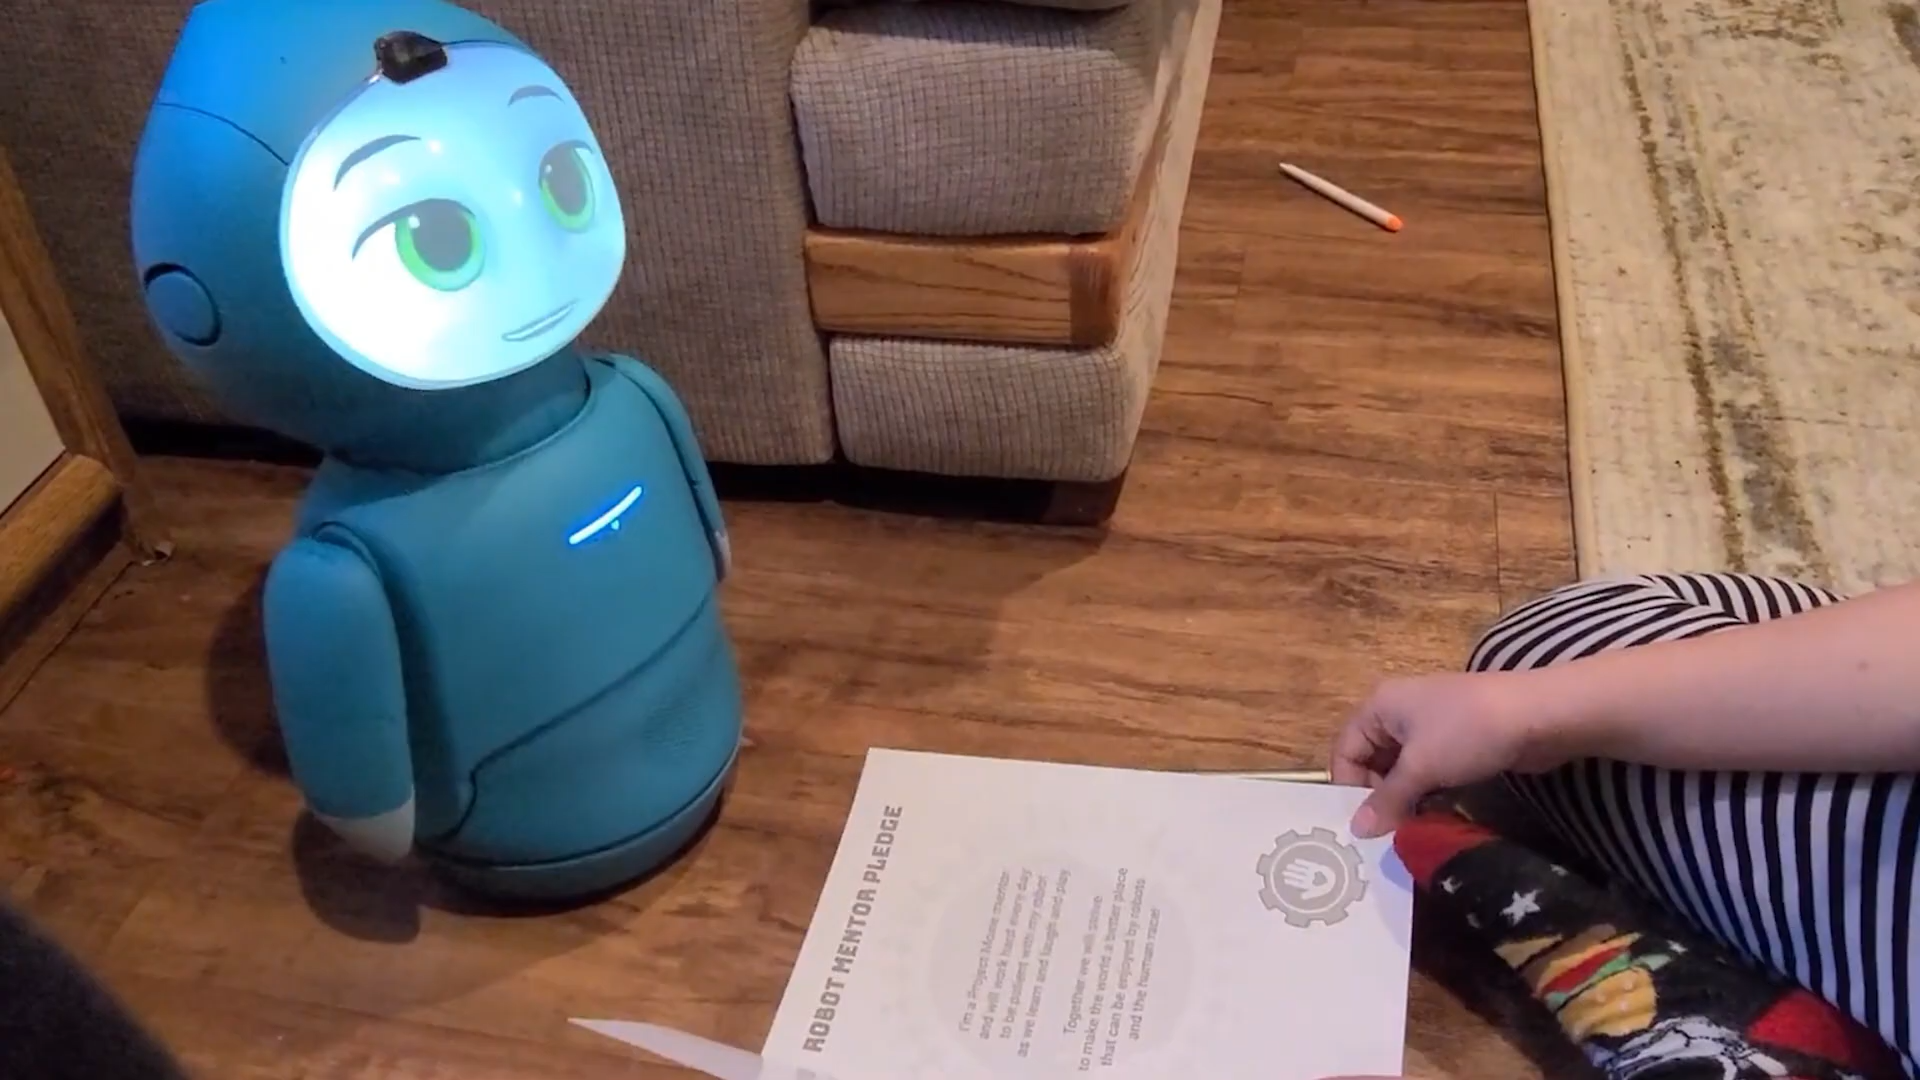 ROBOT MENTOR PLEDGE
I'm a Project Moxie mentor
and will work hard every day
to be patient with my robot
as we learn and laugh and play.
Together we will strive
to make the world a better place
that can be enjoyed by robots
and the human race!